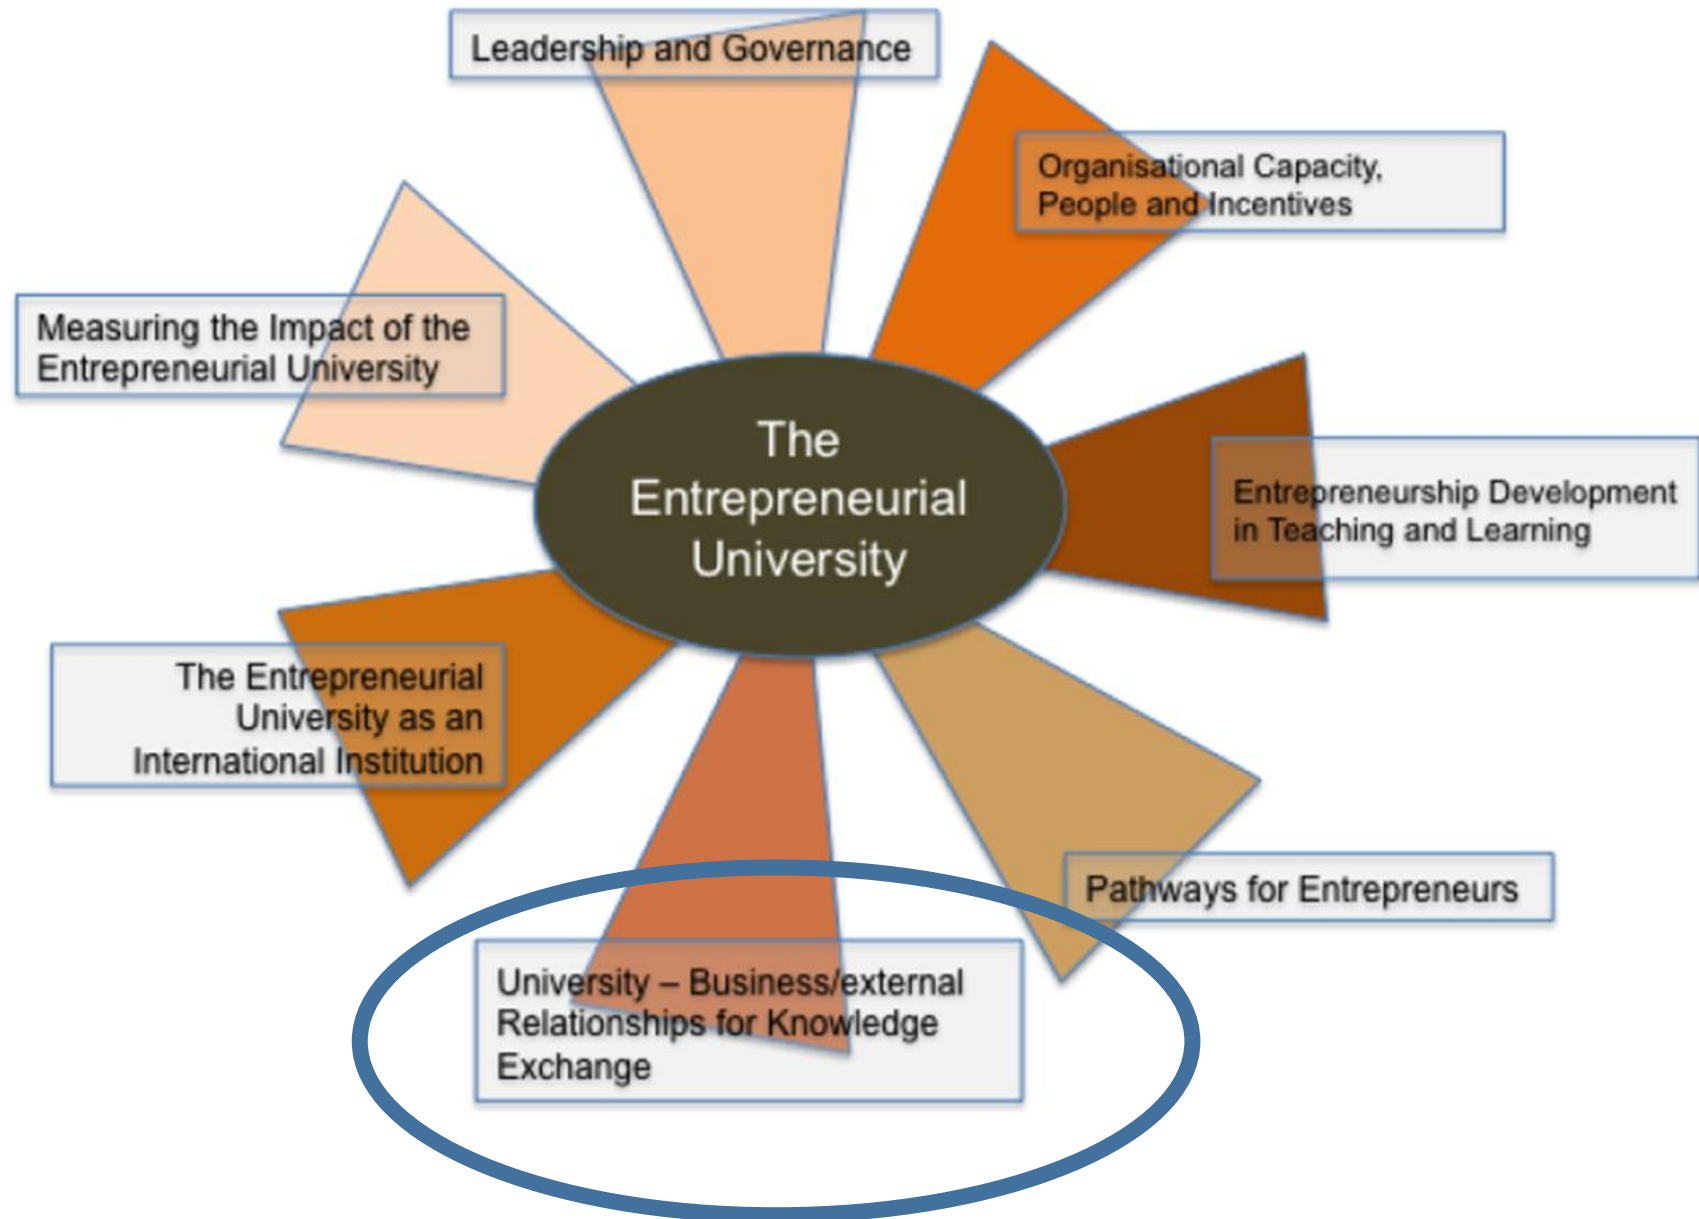 Leadership and Governance
Organisational Capacity,
People and Incentives
Measuring the Impact of the
Entrepreneurial University
The
Entrepreneurial
University
Entrepreneurship Development
in Teaching and Learning
The Entrepreneurial
University as an
International Institution
Pathways for Entrepreneurs
University – Business/external
Relationships for Knowledge
Exchange